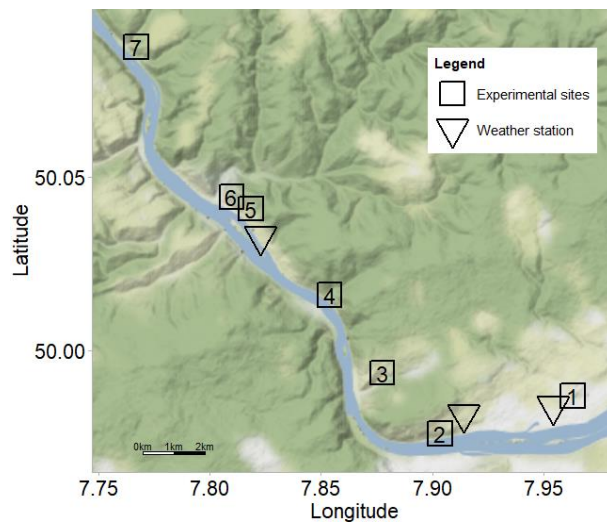 7
Legend
Experimental sites
Weather station
50.05
6
5
Latitude
4
50.00
3
1
2
0km 1km 2km
7.75 7.80 7.85 7.90 7.95
Longitude